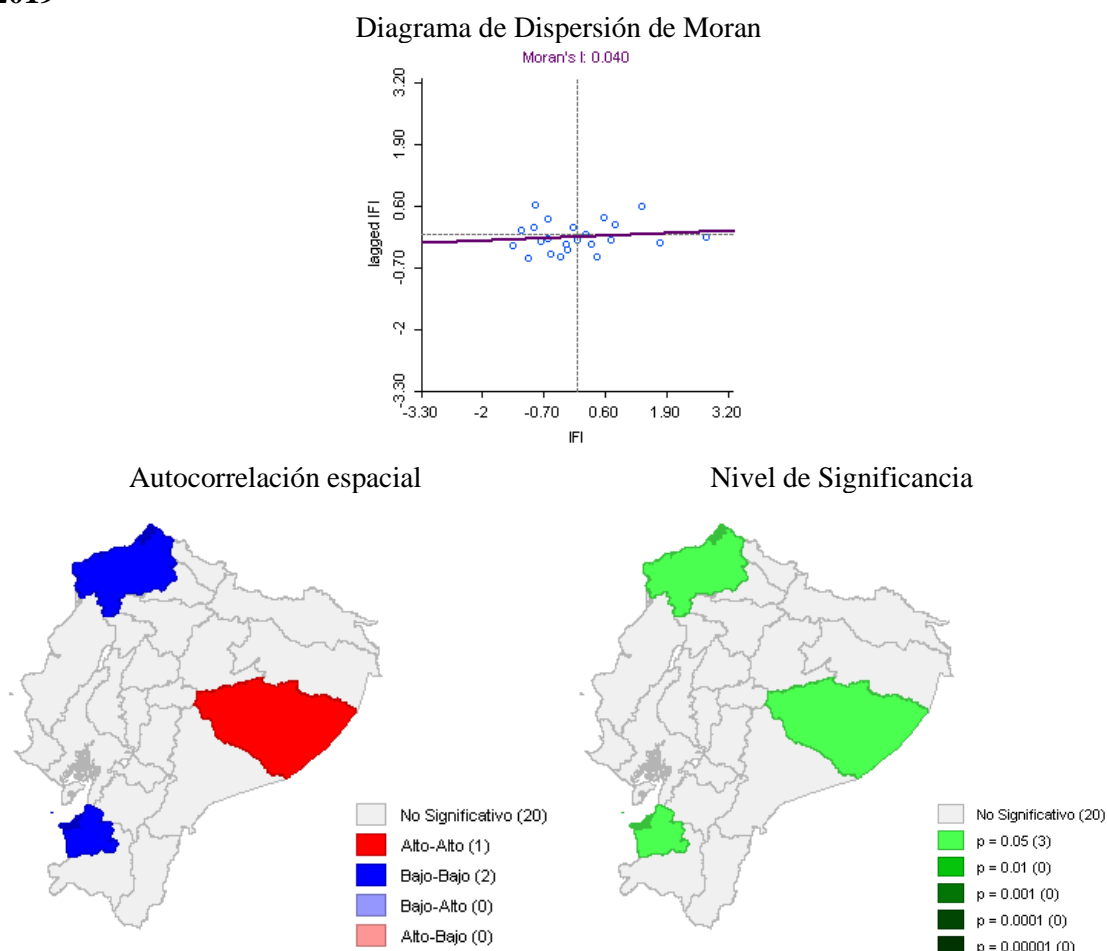 2019
Diagrama de Dispersión de Moran
Moran's I: 0.040
3.20
1.90
0.60
-0.70
-2
-3.30
lagged IFI
-3.30 -2 -0.70 0.60 1.90 3.20
IFI
Autocorrelación espacial
No Significativo (20)
Alto-Alto (1)
Bajo-Bajo (2)
Bajo-Alto (0)
Alto-Bajo (0)
Nivel de Significancia
No Significativo (20)
p = 0.05 (3)
p = 0.01 (0)
p = 0.001 (0)
p = 0.0001 (0)
p = 0.00001 (0)